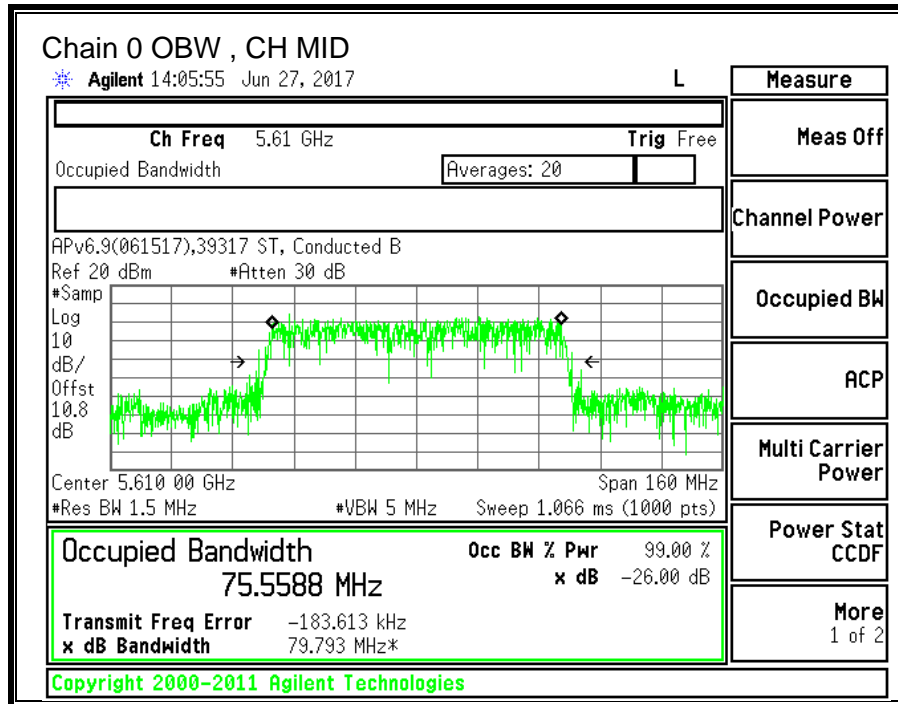 Chain 0 OBW , CH MID
Agilent 14:05:55 Jun 27, 2017 L
Measure
Ch Freq 5.61 GHz Trig Free
Meas Off
Occupied Bandwidth Averages: 20
Channel Power
APv6.9(061517),39317 ST, Conducted B
Ref 20 dBm #Atten 30 dB
#Samp
Log
10
dB/
Offst
10.8
dB
Occupied BW
ACP
Center 5.610 00 GHz Span 160 MHz
#Res BW 1.5 MHz #VBW 5 MHz Sweep 1.066 ms (1000 pts)
Multi Carrier
Power
Occupied Bandwidth Occ BW % Pwr 99.00 %
75.5588 MHz x dB -26.00 dB
Power Stat
CCDF
Transmit Freq Error -183.613 kHz
x dB Bandwidth 79.793 MHz*
More
1 of 2
Copyright 2000-2011 Agilent Technologies